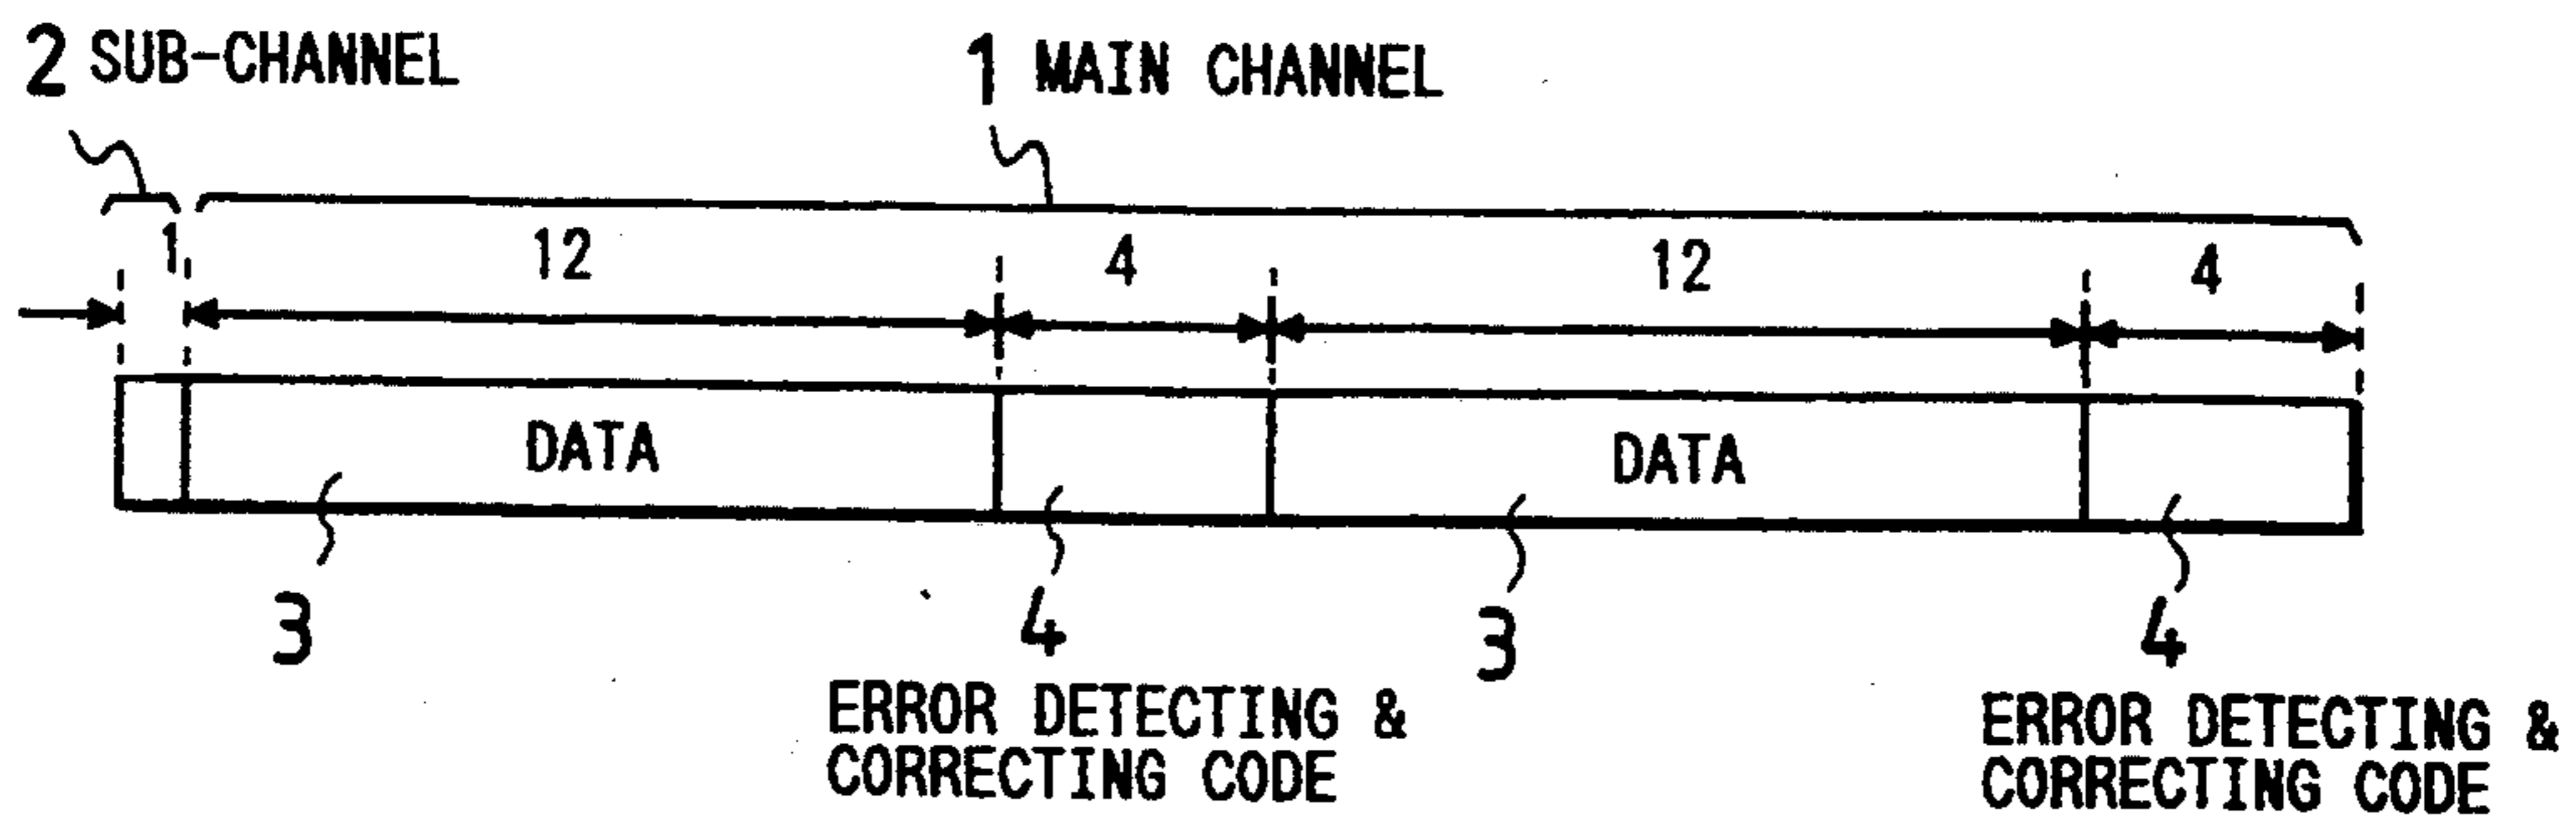 2 SUB-CHANNEL
1 MAIN CHANNEL
1 12 4 12 4
DATA DATA
3 4 3 4
ERROR DETECTING & ERROR DETECTING &
CORRECTING CODE CORRECTING CODE